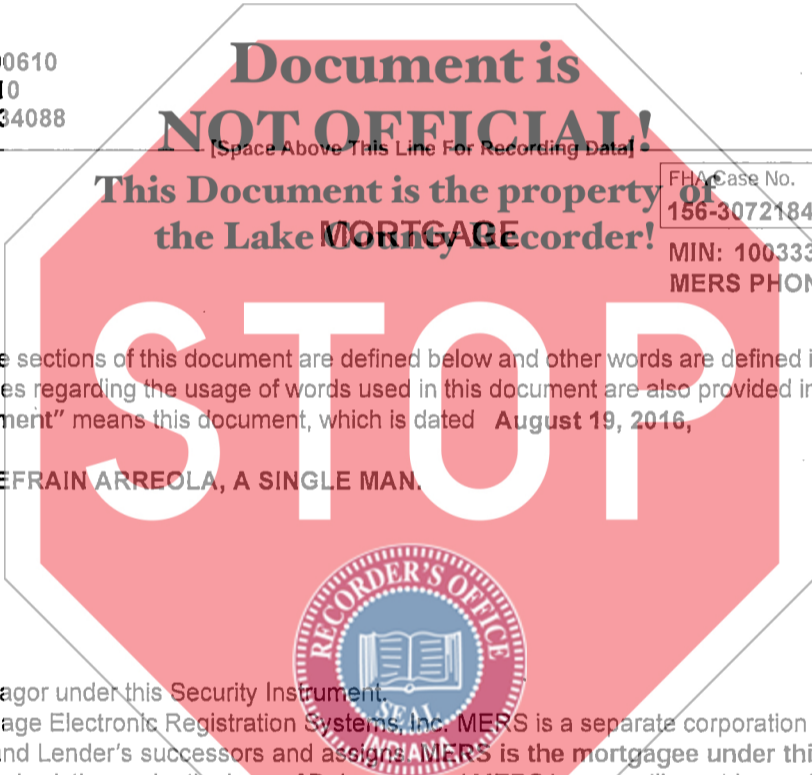 00610
10
34088
Document is
NOT OFFICIAL!
[Space Above This Line For Recording Data]
This Document is the property of
the Lake County Recorder!
FHA Case No.
156-3072184
MORTGAGE
MIN: 100333
MERS PHON
STOP
e sections of this document are defined below and other words are defined i
es regarding the usage of words used in this document are also provided in
ment” means this document, which is dated August 19, 2016,
EFRAIN ARREOLA, A SINGLE MAN.
RECORDER'S OFFICE
SEAL
agor under this Security Instrument.
age Electronic Registration Systems, Inc. MERS is a separate corporation
nd Lender's successors and assigns. MERS is the mortgagee under thi